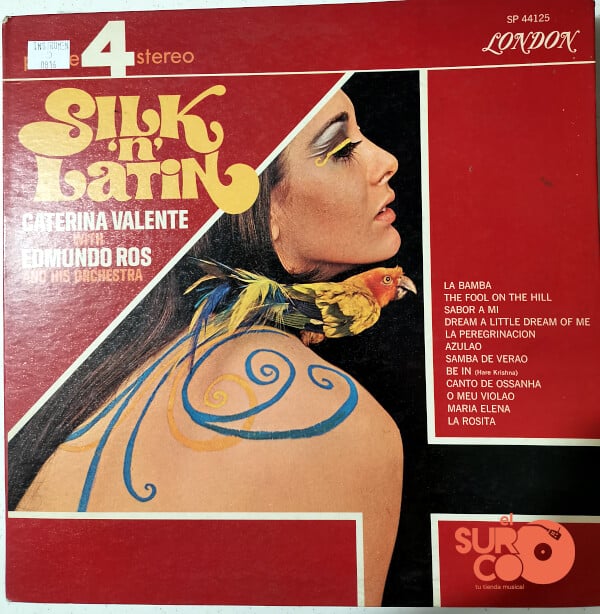 SP 44125
LONDON
INSTRUMEN
0816
4 stereo
SILK
'n'
LATIN
CATERINA VALENTE
WITH
EDMUNDO ROS
AND HIS ORCHESTRA
LA BAMBA
THE FOOL ON THE HILL
SABOR A MI
DREAM A LITTLE DREAM OF ME
LA PEREGRINACION
AZULAO
SAMBA DE VERAO
BE IN (Hare Krishna)
CANTO DE OSSANHA
O MEU VIOLAO
MARIA ELENA
LA ROSITA
el
SURCO
tu tienda musical